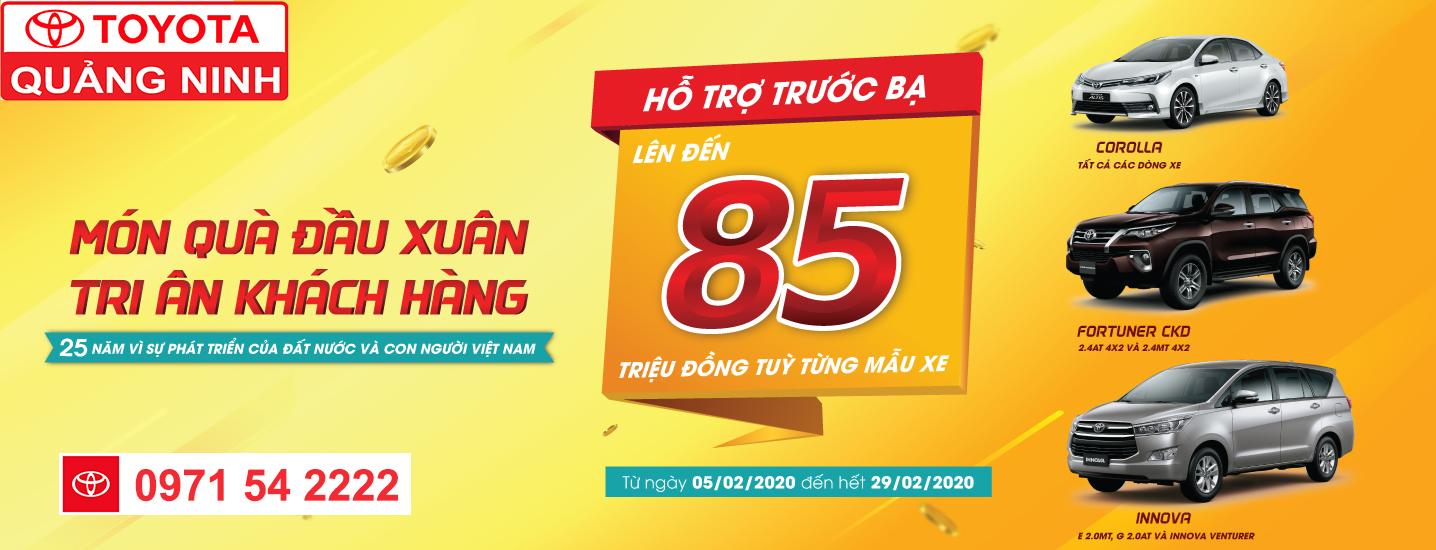 TOYOTA
QUẢNG NINH
MÓN QUÀ ĐẦU XUÂN
TRI ÂN KHÁCH HÀNG
25 NĂM VÌ SỰ PHÁT TRIỂN CỦA ĐẤT NƯỚC VÀ CON NGƯỜI VIỆT NAM
0971 54 2222
HỖ TRỢ TRƯỚC BẠ
LÊN ĐẾN
85
TRIỆU ĐỒNG TUỲ TỪNG MẪU XE
Từ ngày 05/02/2020 đến hết 29/02/2020
ALTIS
COROLLA
TẤT CẢ CÁC DÒNG XE
FORTUNER CKD
2.4AT 4X2 VÀ 2.4MT 4X2
INNOVA
INNOVA
E 2.0MT, G 2.0AT VÀ INNOVA VENTURER